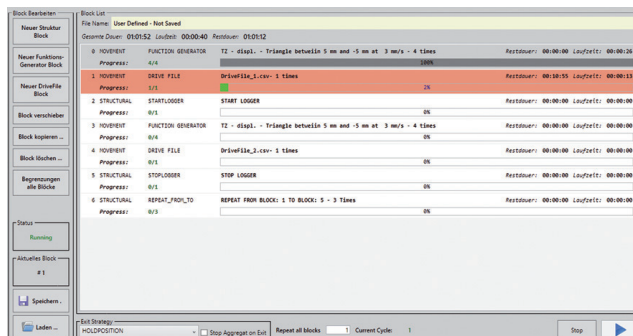 Block Bearbeiten
Neuer Struktur
Block
Neuer Funktions-
Generator Block
Neuer DriveFile
Block
Block verschieber
Block kopieren ...
Block löschen ...
Begrenzungen
alle Blöcke
Status
Running
Aktuelles Block
# 1
Speichern .
Laden ...
Block List
File Name: User Defined - Not Saved
Gesamte Dauer: 01:01:52 Laufzeit: 00:00:40 Restdauer: 01:01:12
0 MOVEMENT FUNCTION GENERATOR TZ - displ. - Triangle betweiin 5 mm and -5 mm at 3 mm/s - 4 times Restdauer: 00:00:00 Laufzeit: 00:00:26
Progress: 4/4 100%
1 MOVEMENT DRIVE FILE DriveFile_1.csv- 1 times Restdauer: 00:10:55 Laufzeit: 00:00:13
Progress: 1/1 2%
2 STRUCTURAL STARTLOGGER START LOGGER Restdauer: 00:00:00 Laufzeit: 00:00:00
Progress: 0/1 0%
3 MOVEMENT FUNCTION GENERATOR TZ - displ. - Triangle betweiin 5 mm and -5 mm at 3 mm/s - 4 times Restdauer: 00:00:00 Laufzeit: 00:00:00
Progress: 0/4 0%
4 MOVEMENT DRIVE FILE DriveFile_2.csv- 1 times Restdauer: 00:00:00 Laufzeit: 00:00:00
Progress: 0/1 0%
5 STRUCTURAL STOPLOGGER STOP LOGGER Restdauer: 00:00:00 Laufzeit: 00:00:00
Progress: 0/1 0%
6 STRUCTURAL REPEAT_FROM_TO REPEAT FROM BLOCK: 1 TO BLOCK: 5 - 3 Times Restdauer: 00:00:00 Laufzeit: 00:00:00
Progress: 0/3 0%
Exit Strategy
HOLDPOSITION Stop Aggregat on Exit Repeat all blocks 1 Current Cycle: 1 Stop